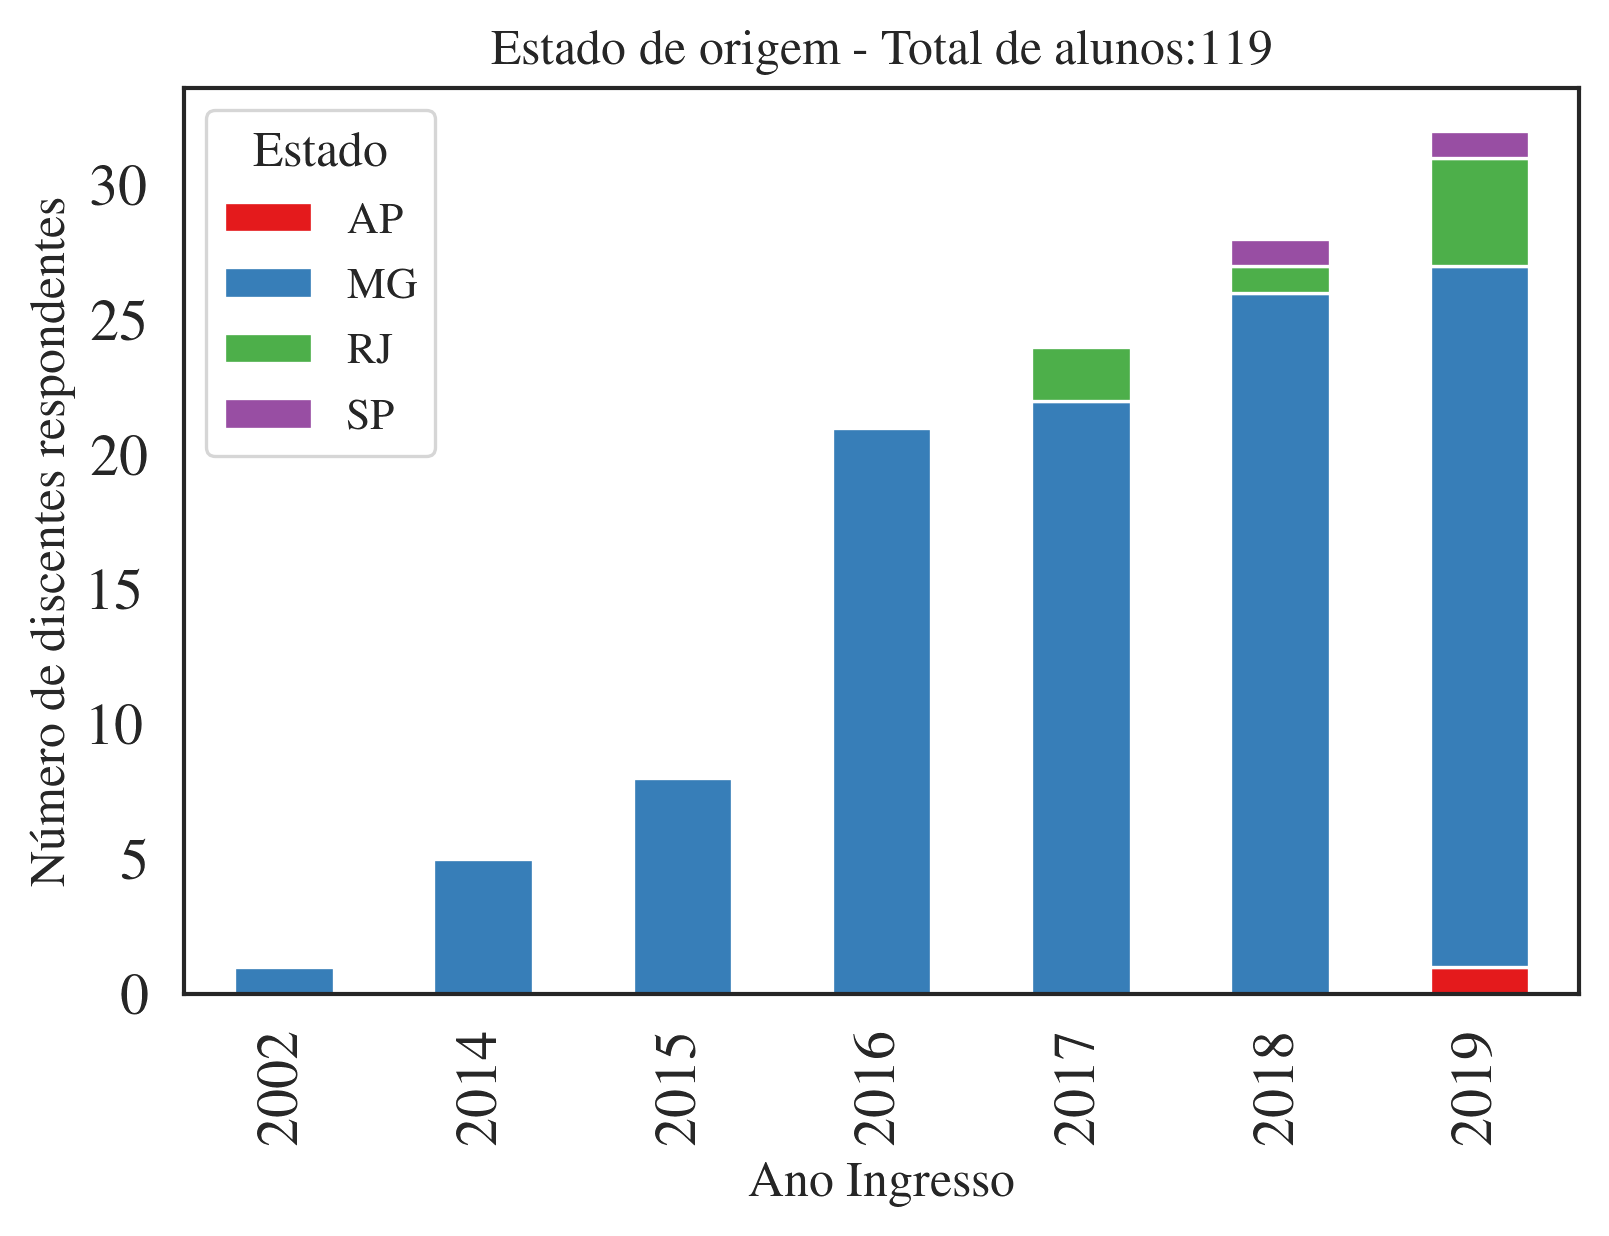 Estado de origem - Total de alunos:119
Estado
AP
MG
RJ
SP
Número de discentes respondentes
30
25
20
15
10
5
0
2002
2014
2015
2016
2017
2018
2019
Ano Ingresso